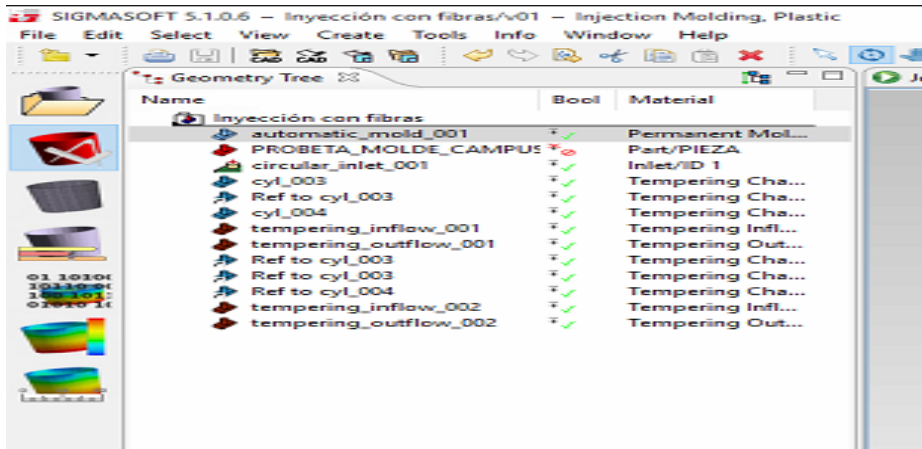 SIGMASOFT 5.1.0.6 – Inyección con fibras/v01 – Injection Molding, Plastic
File Edit Select View Create Tools Info Window Help
CAD CAD
Geometry Tree
Name Bool Material
Inyección con fibras
automatic_mold_001 Permanent Mol...
PROBETA_MOLDE_CAMPUS Part/PIEZA
circular_inlet_001 Inlet/ID 1
cyl_003 Tempering Cha...
Ref to cyl_003 Tempering Cha...
cyl_004 Tempering Cha...
tempering_inflow_001 Tempering Infl...
tempering_outflow_001 Tempering Out...
Ref to cyl_003 Tempering Cha...
Ref to cyl_003 Tempering Cha...
Ref to cyl_004 Tempering Cha...
tempering_inflow_002 Tempering Infl...
tempering_outflow_002 Tempering Out...